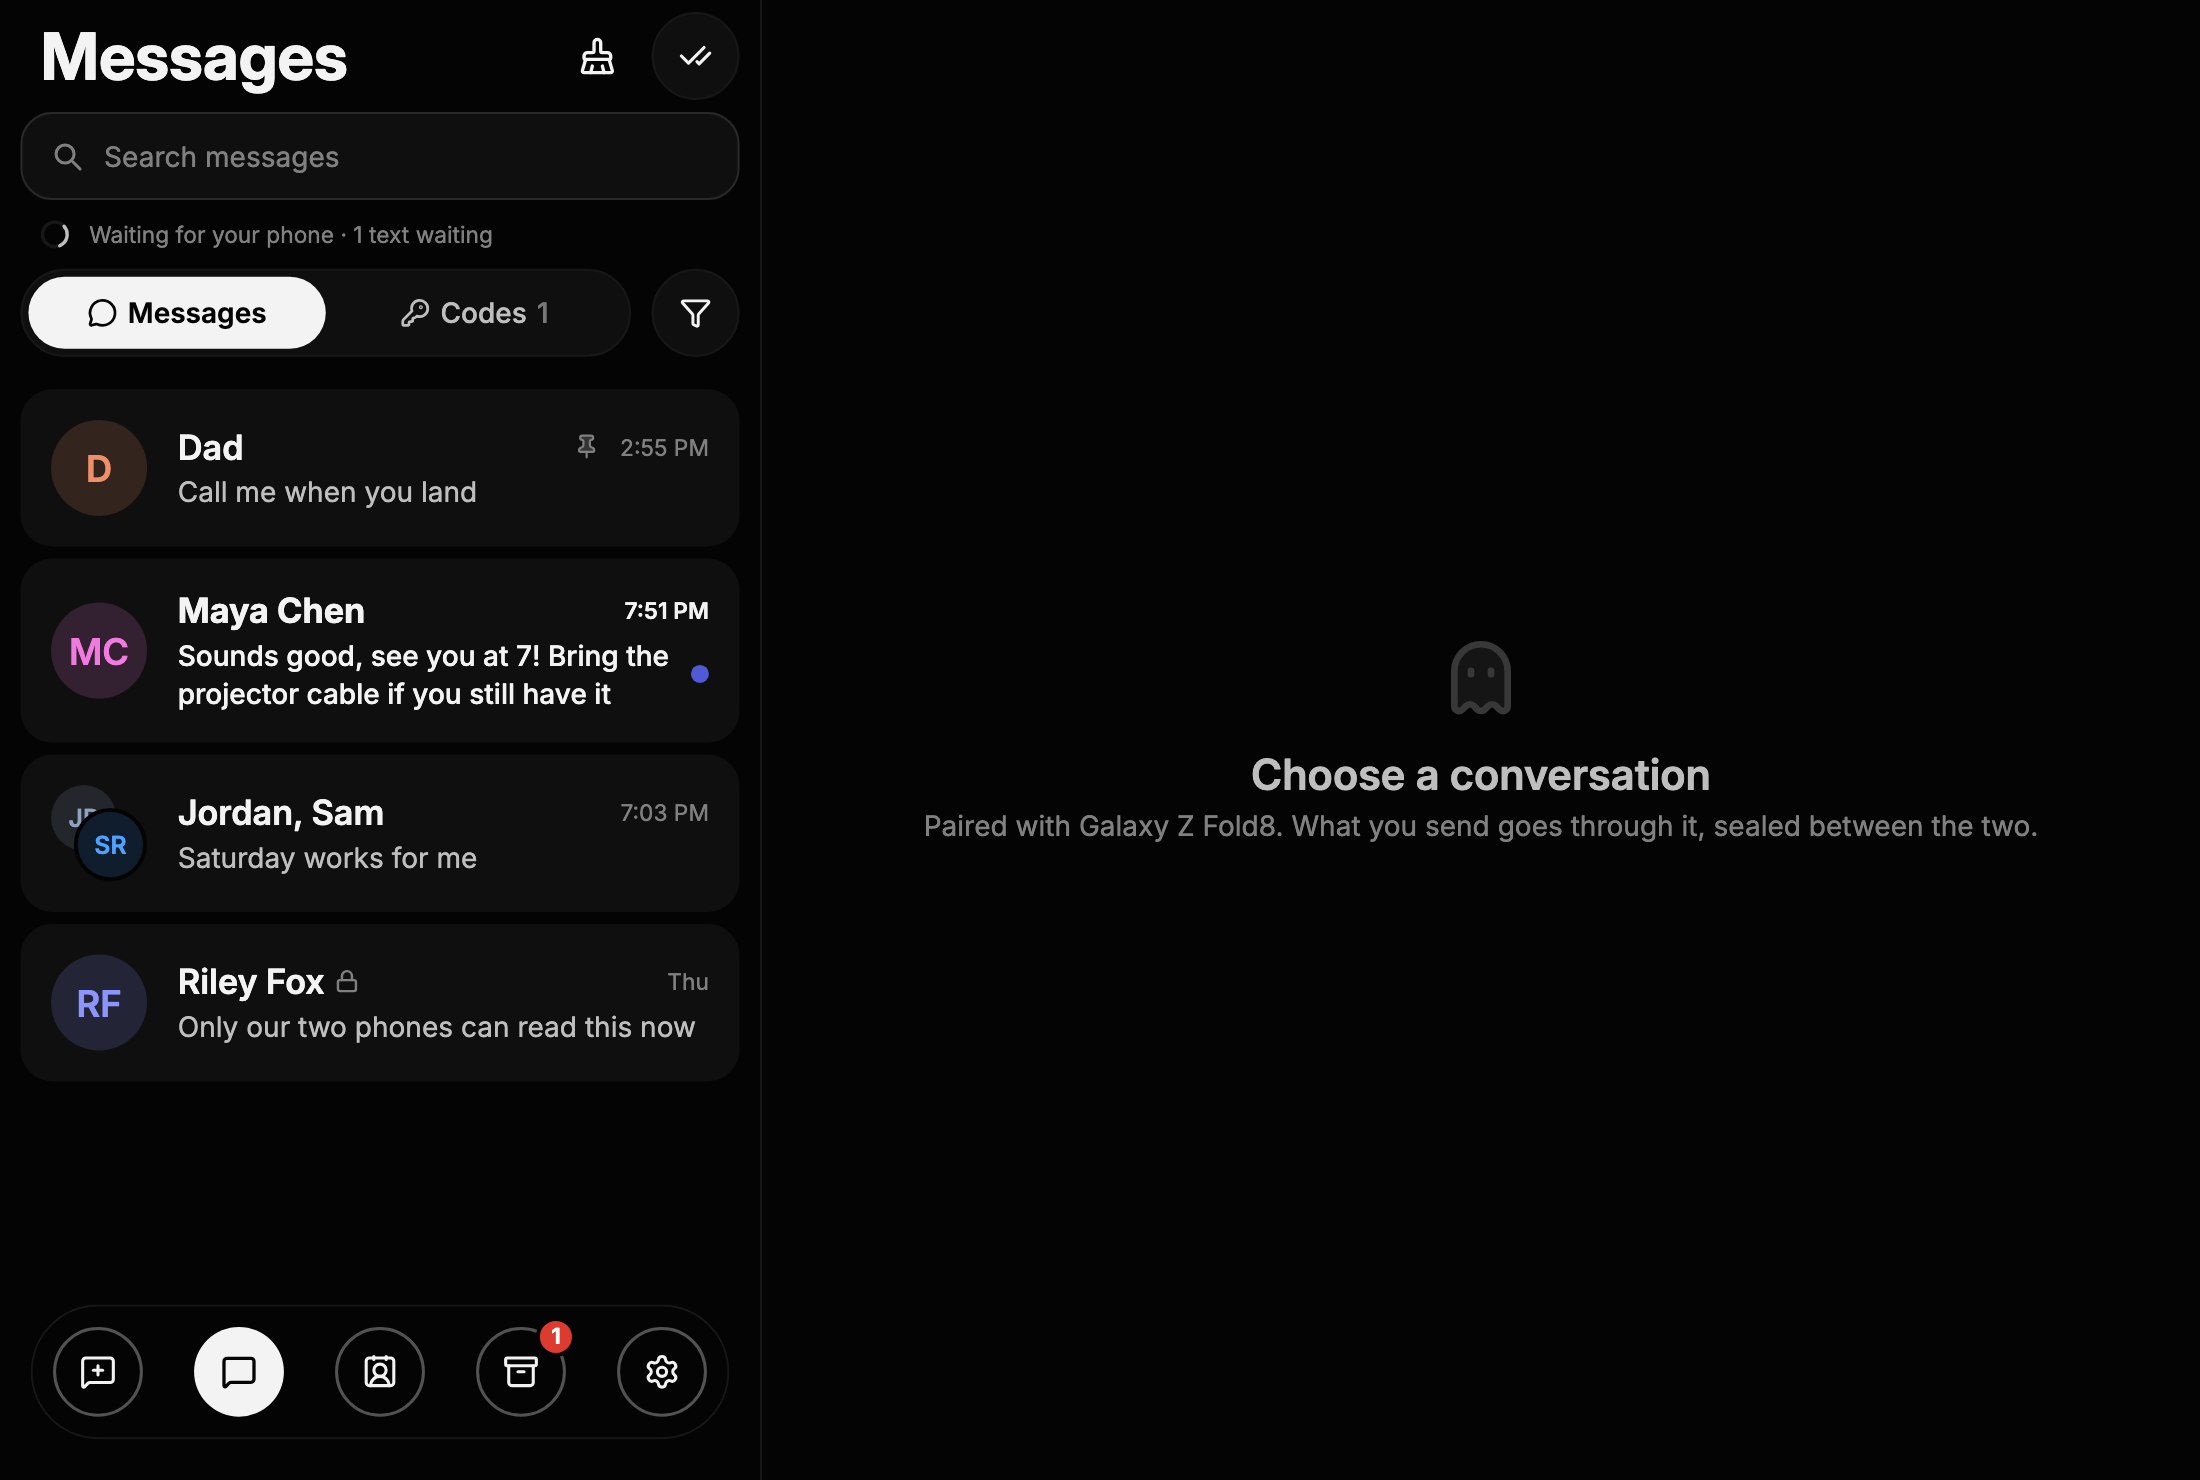 Messages
Search messages
Waiting for your phone · 1 text waiting
Messages
Codes 1
D
Dad
2:55 PM
Call me when you land
MC
Maya Chen
7:51 PM
Sounds good, see you at 7! Bring the
projector cable if you still have it
SR
Jordan, Sam
7:03 PM
Saturday works for me
RF
Riley Fox
Thu
Only our two phones can read this now
1
Choose a conversation
Paired with Galaxy Z Fold8. What you send goes through it, sealed between the two.